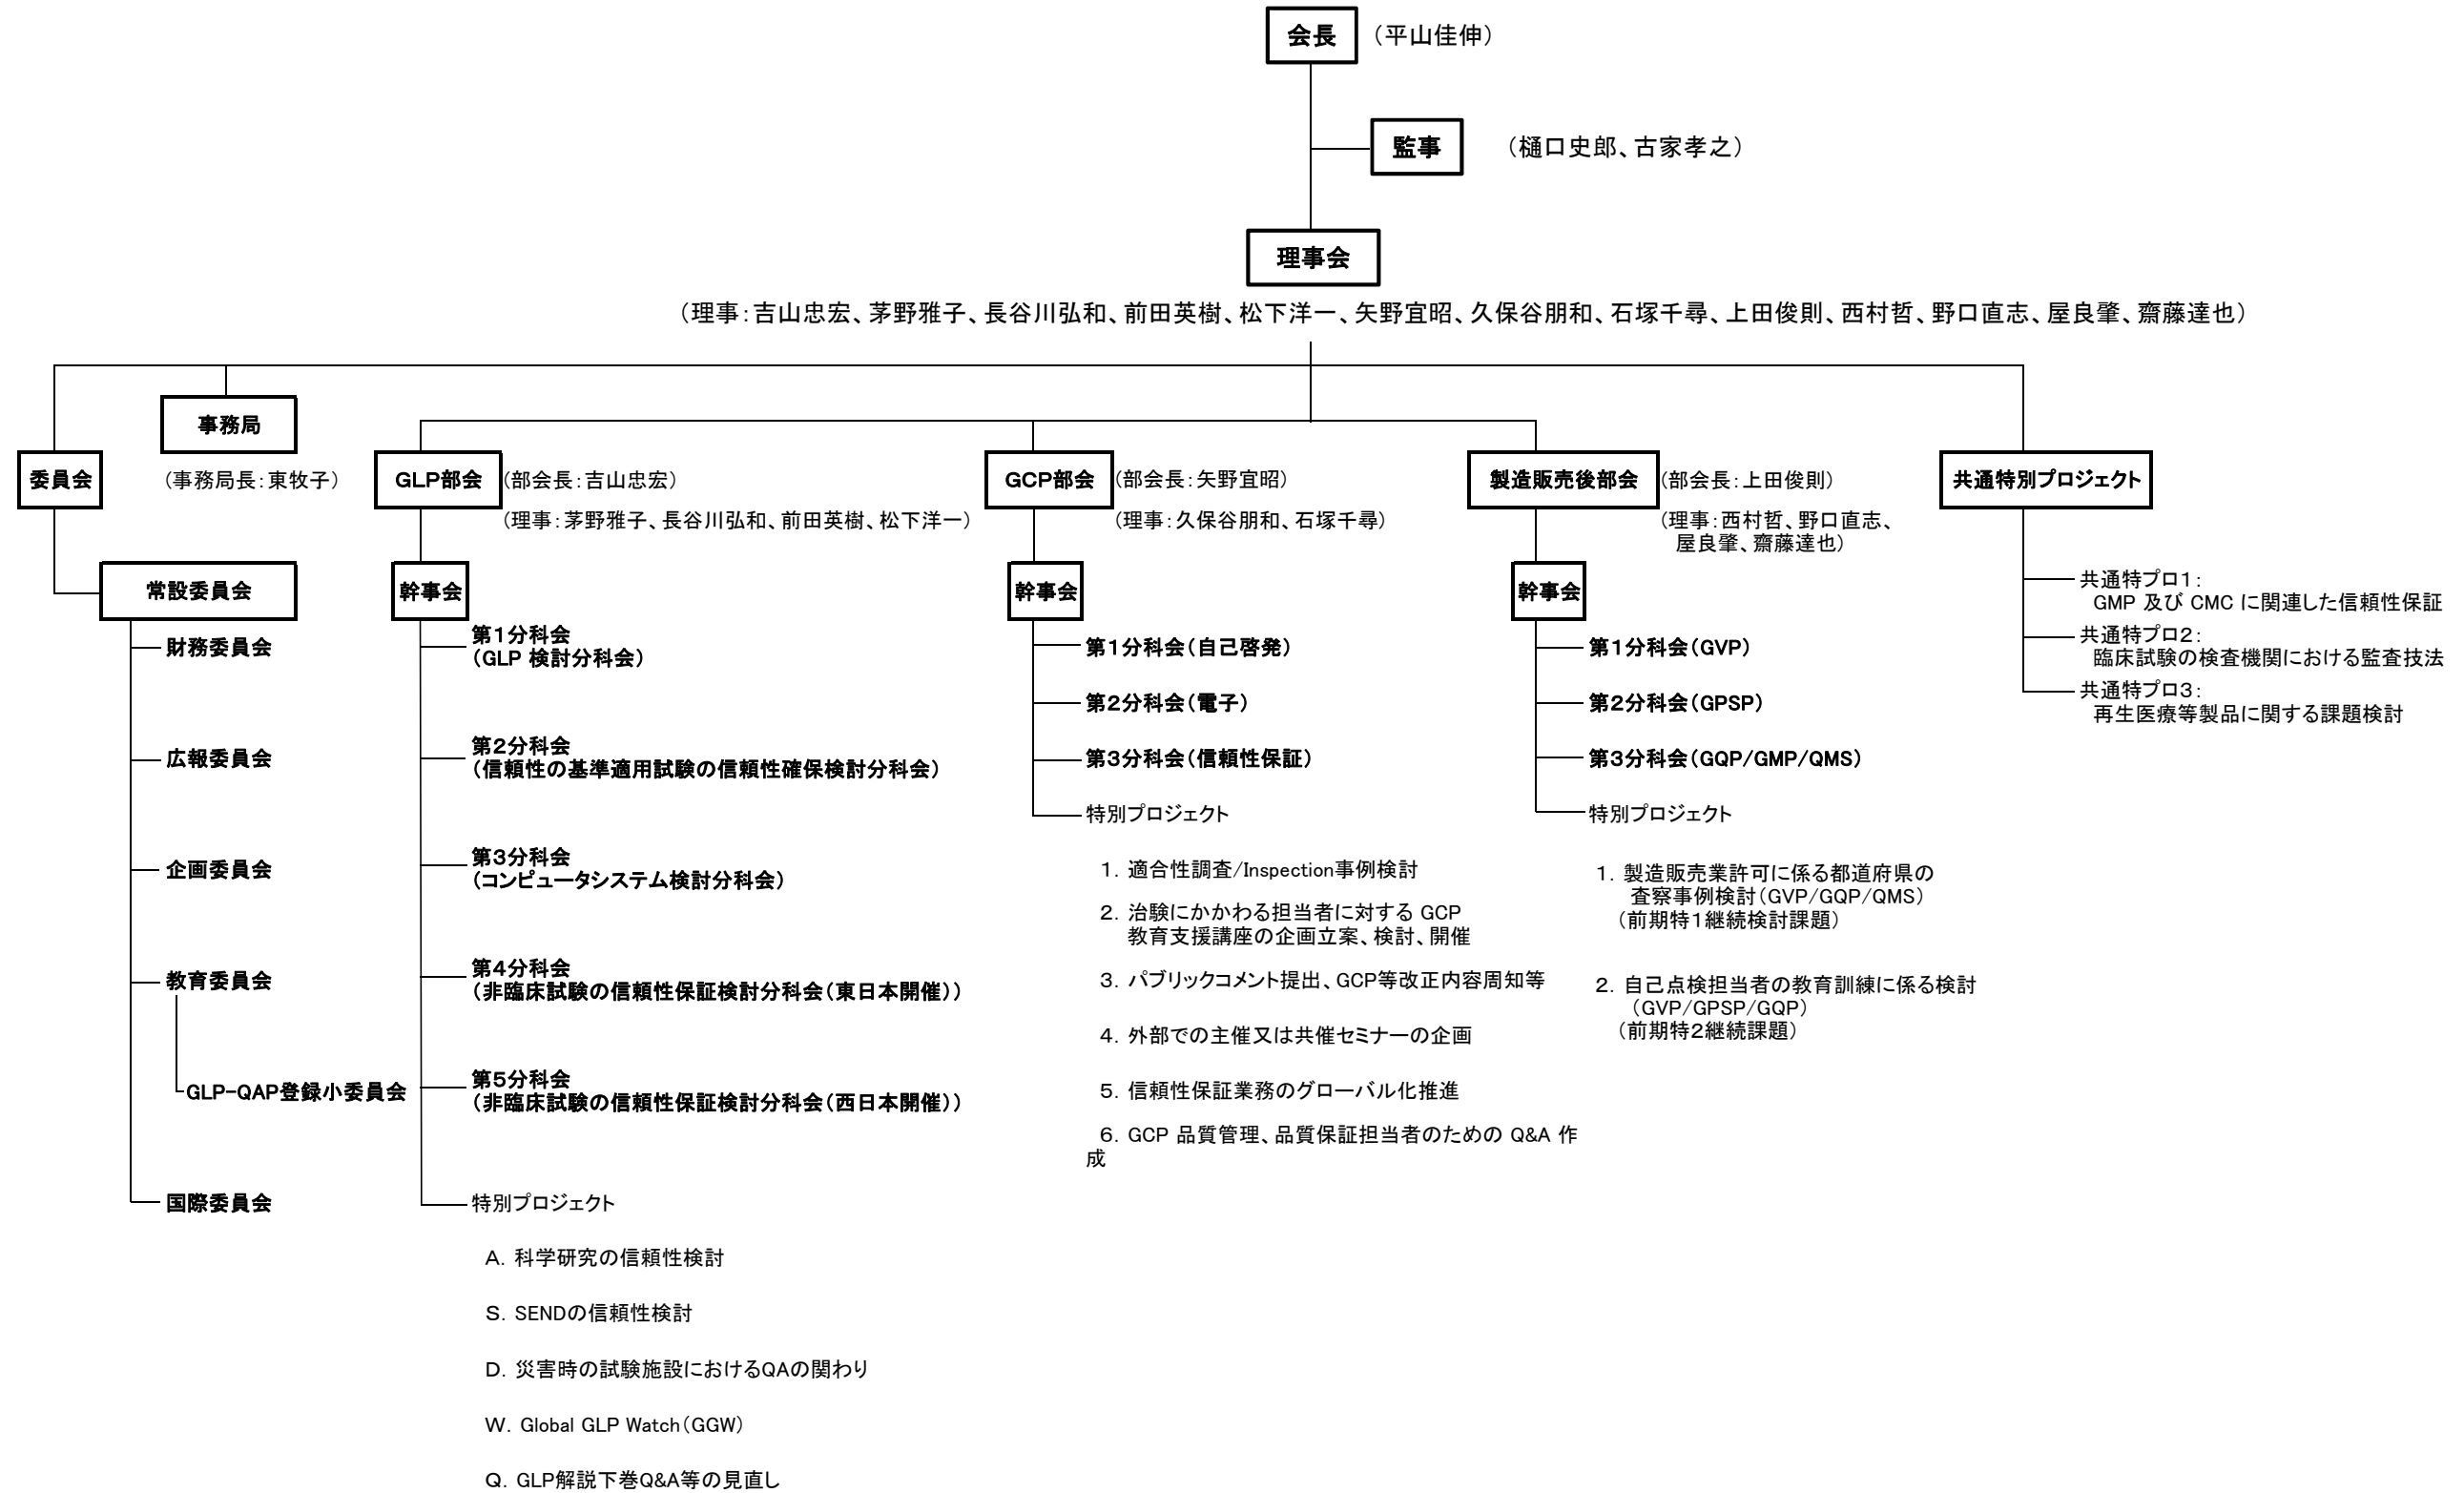 会長
（平山佳伸）
監事
（樋口史郎、古家孝之）
理事会
（理事：吉山忠宏、茅野雅子、長谷川弘和、前田英樹、松下洋一、矢野宜昭、久保谷朋和、石塚千尋、上田俊則、西村哲、野口直志、屋良肇、齋藤達也）
委員会
事務局
（事務局長：東牧子）
常設委員会
財務委員会
広報委員会
企画委員会
教育委員会
GLP-QAP登録小委員会
国際委員会
GLP部会
（部会長：吉山忠宏）
（理事：茅野雅子、長谷川弘和、前田英樹、松下洋一）
幹事会
第1分科会
（GLP 検討分科会）
第2分科会
（信頼性の基準適用試験の信頼性確保検討分科会）
第3分科会
（コンピュータシステム検討分科会）
第4分科会
（非臨床試験の信頼性保証検討分科会（東日本開催））
第5分科会
（非臨床試験の信頼性保証検討分科会（西日本開催））
特別プロジェクト
A. 科学研究の信頼性検討
S. SENDの信頼性検討
D. 災害時の試験施設におけるQAの関わり
W. Global GLP Watch（GGW）
Q. GLP解説下巻Q&A等の見直し
GCP部会
（部会長：矢野宜昭）
（理事：久保谷朋和、石塚千尋）
幹事会
第1分科会（自己啓発）
第2分科会（電子）
第3分科会（信頼性保証）
特別プロジェクト
1. 適合性調査/Inspection事例検討
2. 治験にかかわる担当者に対する GCP
教育支援講座の企画立案、検討、開催
3. パブリックコメント提出、GCP等改正内容周知等
4. 外部での主催又は共催セミナーの企画
5. 信頼性保証業務のグローバル化推進
6. GCP 品質管理、品質保証担当者のための Q&A 作
成
製造販売後部会
（部会長：上田俊則）
（理事：西村哲、野口直志、
屋良肇、齋藤達也）
幹事会
第1分科会（GVP）
第2分科会（GPSP）
第3分科会（GQP/GMP/QMS）
特別プロジェクト
1. 製造販売業許可に係る都道府県の
査察事例検討（GVP/GQP/QMS）
（前期特1継続検討課題）
2. 自己点検担当者の教育訓練に係る検討
（GVP/GPSP/GQP）
（前期特2継続課題）
共通特別プロジェクト
共通特プロ1：
GMP 及び CMC に関連した信頼性保証
共通特プロ2：
臨床試験の検査機関における監査技法
共通特プロ3：
再生医療等製品に関する課題検討